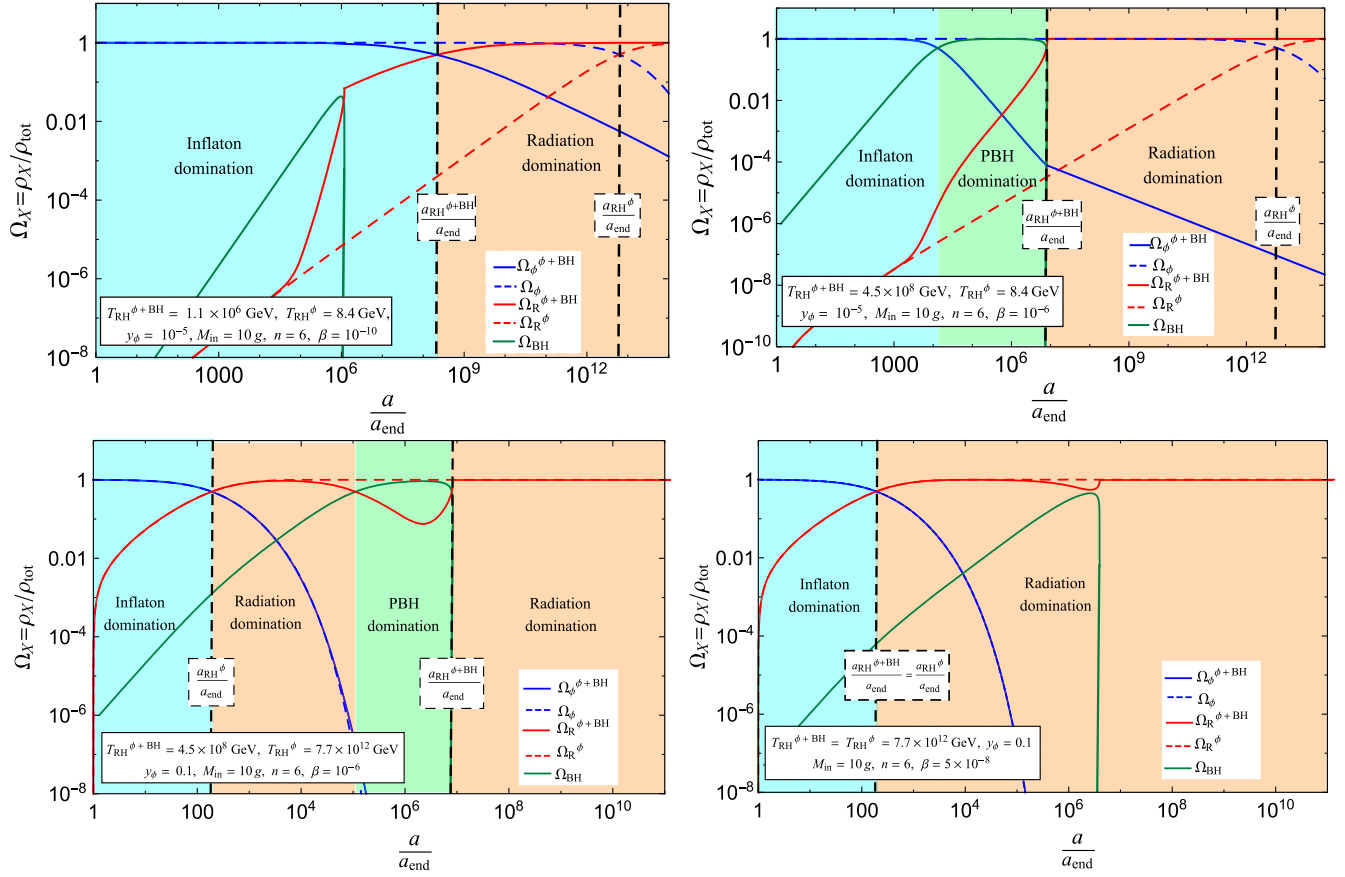 Ω_X=ρ_X/ρ_tot
1
0.01
10^-4
10^-6
10^-8
Inflaton
domination
Radiation
domination
a_RH^ϕ+BH
a_end
a_RH^ϕ
a_end
Ω_ϕ^ϕ+BH
Ω_ϕ
Ω_R^ϕ+BH
Ω_R^ϕ
Ω_BH
T_RH^ϕ+BH = 1.1 ×10^6 GeV, T_RH^ϕ = 8.4 GeV,
y_ϕ = 10^-5, M_in = 10 g, n = 6, β = 10^-10
1 1000 10^6 10^9 10^12
a
a_end
Ω_X=ρ_X/ρ_tot
1
0.01
10^-4
10^-6
10^-8
10^-10
Inflaton
domination
PBH
domination
Radiation
domination
a_RH^ϕ+BH
a_end
a_RH^ϕ
a_end
Ω_ϕ^ϕ+BH
Ω_ϕ
Ω_R^ϕ+BH
Ω_R^ϕ
Ω_BH
T_RH^ϕ+BH = 4.5×10^8 GeV, T_RH^ϕ = 8.4 GeV
y_ϕ = 10^-5, M_in = 10 g, n = 6, β = 10^-6
1 1000 10^6 10^9 10^12
a
a_end
Ω_X=ρ_X/ρ_tot
1
0.01
10^-4
10^-6
10^-8
Inflaton
domination
Radiation
domination
PBH
domination
Radiation
domination
a_RH^ϕ
a_end
a_RH^ϕ+BH
a_end
Ω_ϕ^ϕ+BH
Ω_ϕ
Ω_R^ϕ+BH
Ω_R^ϕ
Ω_BH
T_RH^ϕ+BH = 4.5×10^8 GeV, T_RH^ϕ = 7.7×10^12 GeV
y_ϕ = 0.1, M_in = 10 g, n = 6, β = 10^-6
1 100 10^4 10^6 10^8 10^10
a
a_end
Ω_X=ρ_X/ρ_tot
1
0.01
10^-4
10^-6
10^-8
Inflaton
domination
Radiation
domination
a_RH^ϕ+BH = a_RH^ϕ
a_end a_end
Ω_ϕ^ϕ+BH
Ω_ϕ
Ω_R^ϕ+BH
Ω_R^ϕ
Ω_BH
T_RH^ϕ+BH = T_RH^ϕ = 7.7×10^12 GeV, y_ϕ = 0.1
M_in = 10 g, n = 6, β = 5×10^-8
1 100 10^4 10^6 10^8 10^10
a
a_end